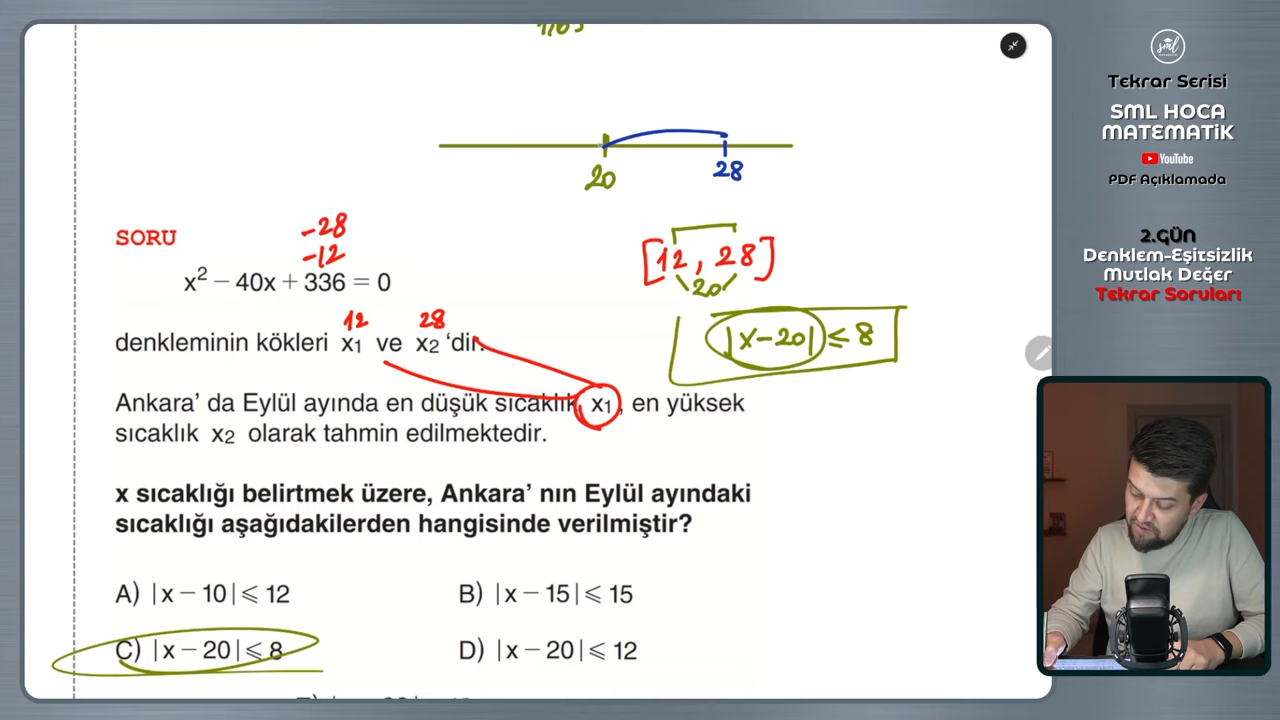 20
28
SORU
-28
-12
x² − 40x + 336 = 0
[12, 28]
20
12 28
denkleminin kökleri x₁ ve x₂ 'dir.
|x-20| ≤ 8
Ankara' da Eylül ayında en düşük sıcaklık x₁, en yüksek
sıcaklık x₂ olarak tahmin edilmektedir.
x sıcaklığı belirtmek üzere, Ankara' nın Eylül ayındaki
sıcaklığı aşağıdakilerden hangisinde verilmiştir?
A) |x − 10| ⩽ 12
B) |x − 15| ⩽ 15
C) |x − 20| ⩽ 8
D) |x − 20| ⩽ 12
sml
Tekrar Serisi
SML HOCA
MATEMATİK
YouTube
PDF Açıklamada
2.GÜN
Denklem-Eşitsizlik
Mutlak Değer
Tekrar Soruları